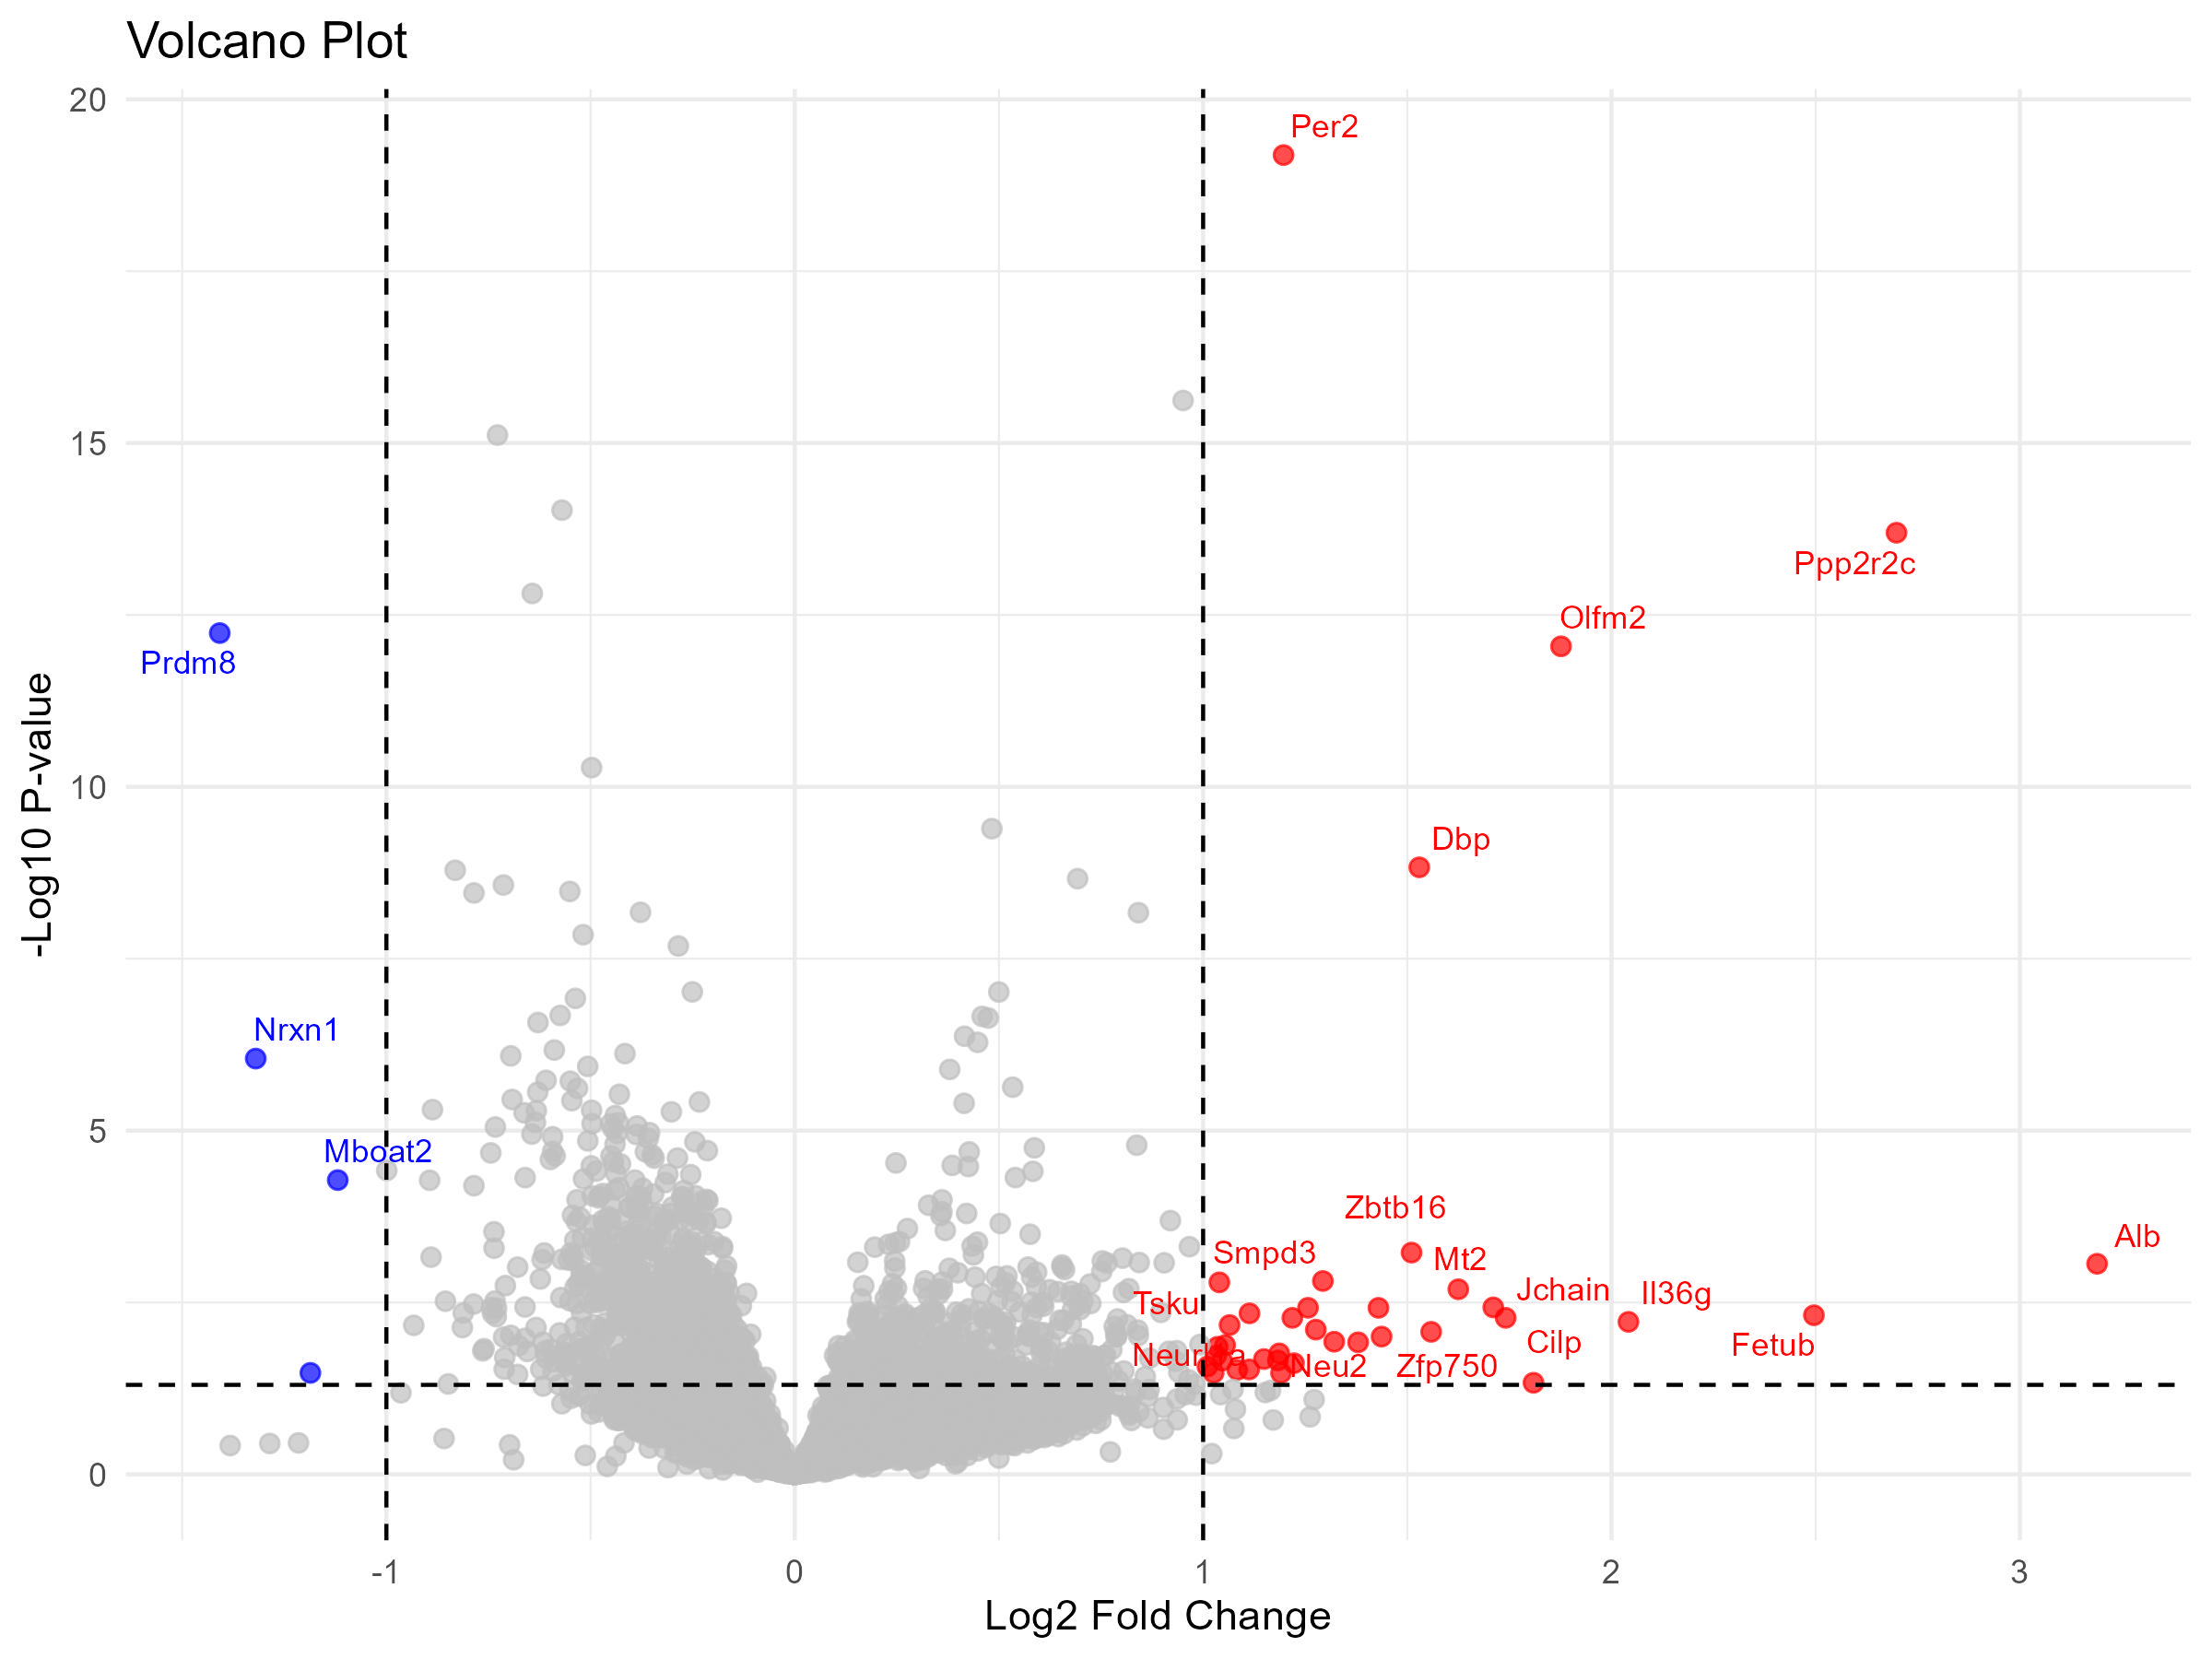 Volcano Plot
20
15
10
5
0
-Log10 P-value
Per2
Ppp2r2c
Olfm2
Prdm8
Dbp
Nrxn1
Mboat2
Zbtb16
Smpd3
Mt2
Alb
Tsku
Jchain
Il36g
Cilp
Fetub
Neu2
Zfp750
-1
0
1
2
3
Log2 Fold Change